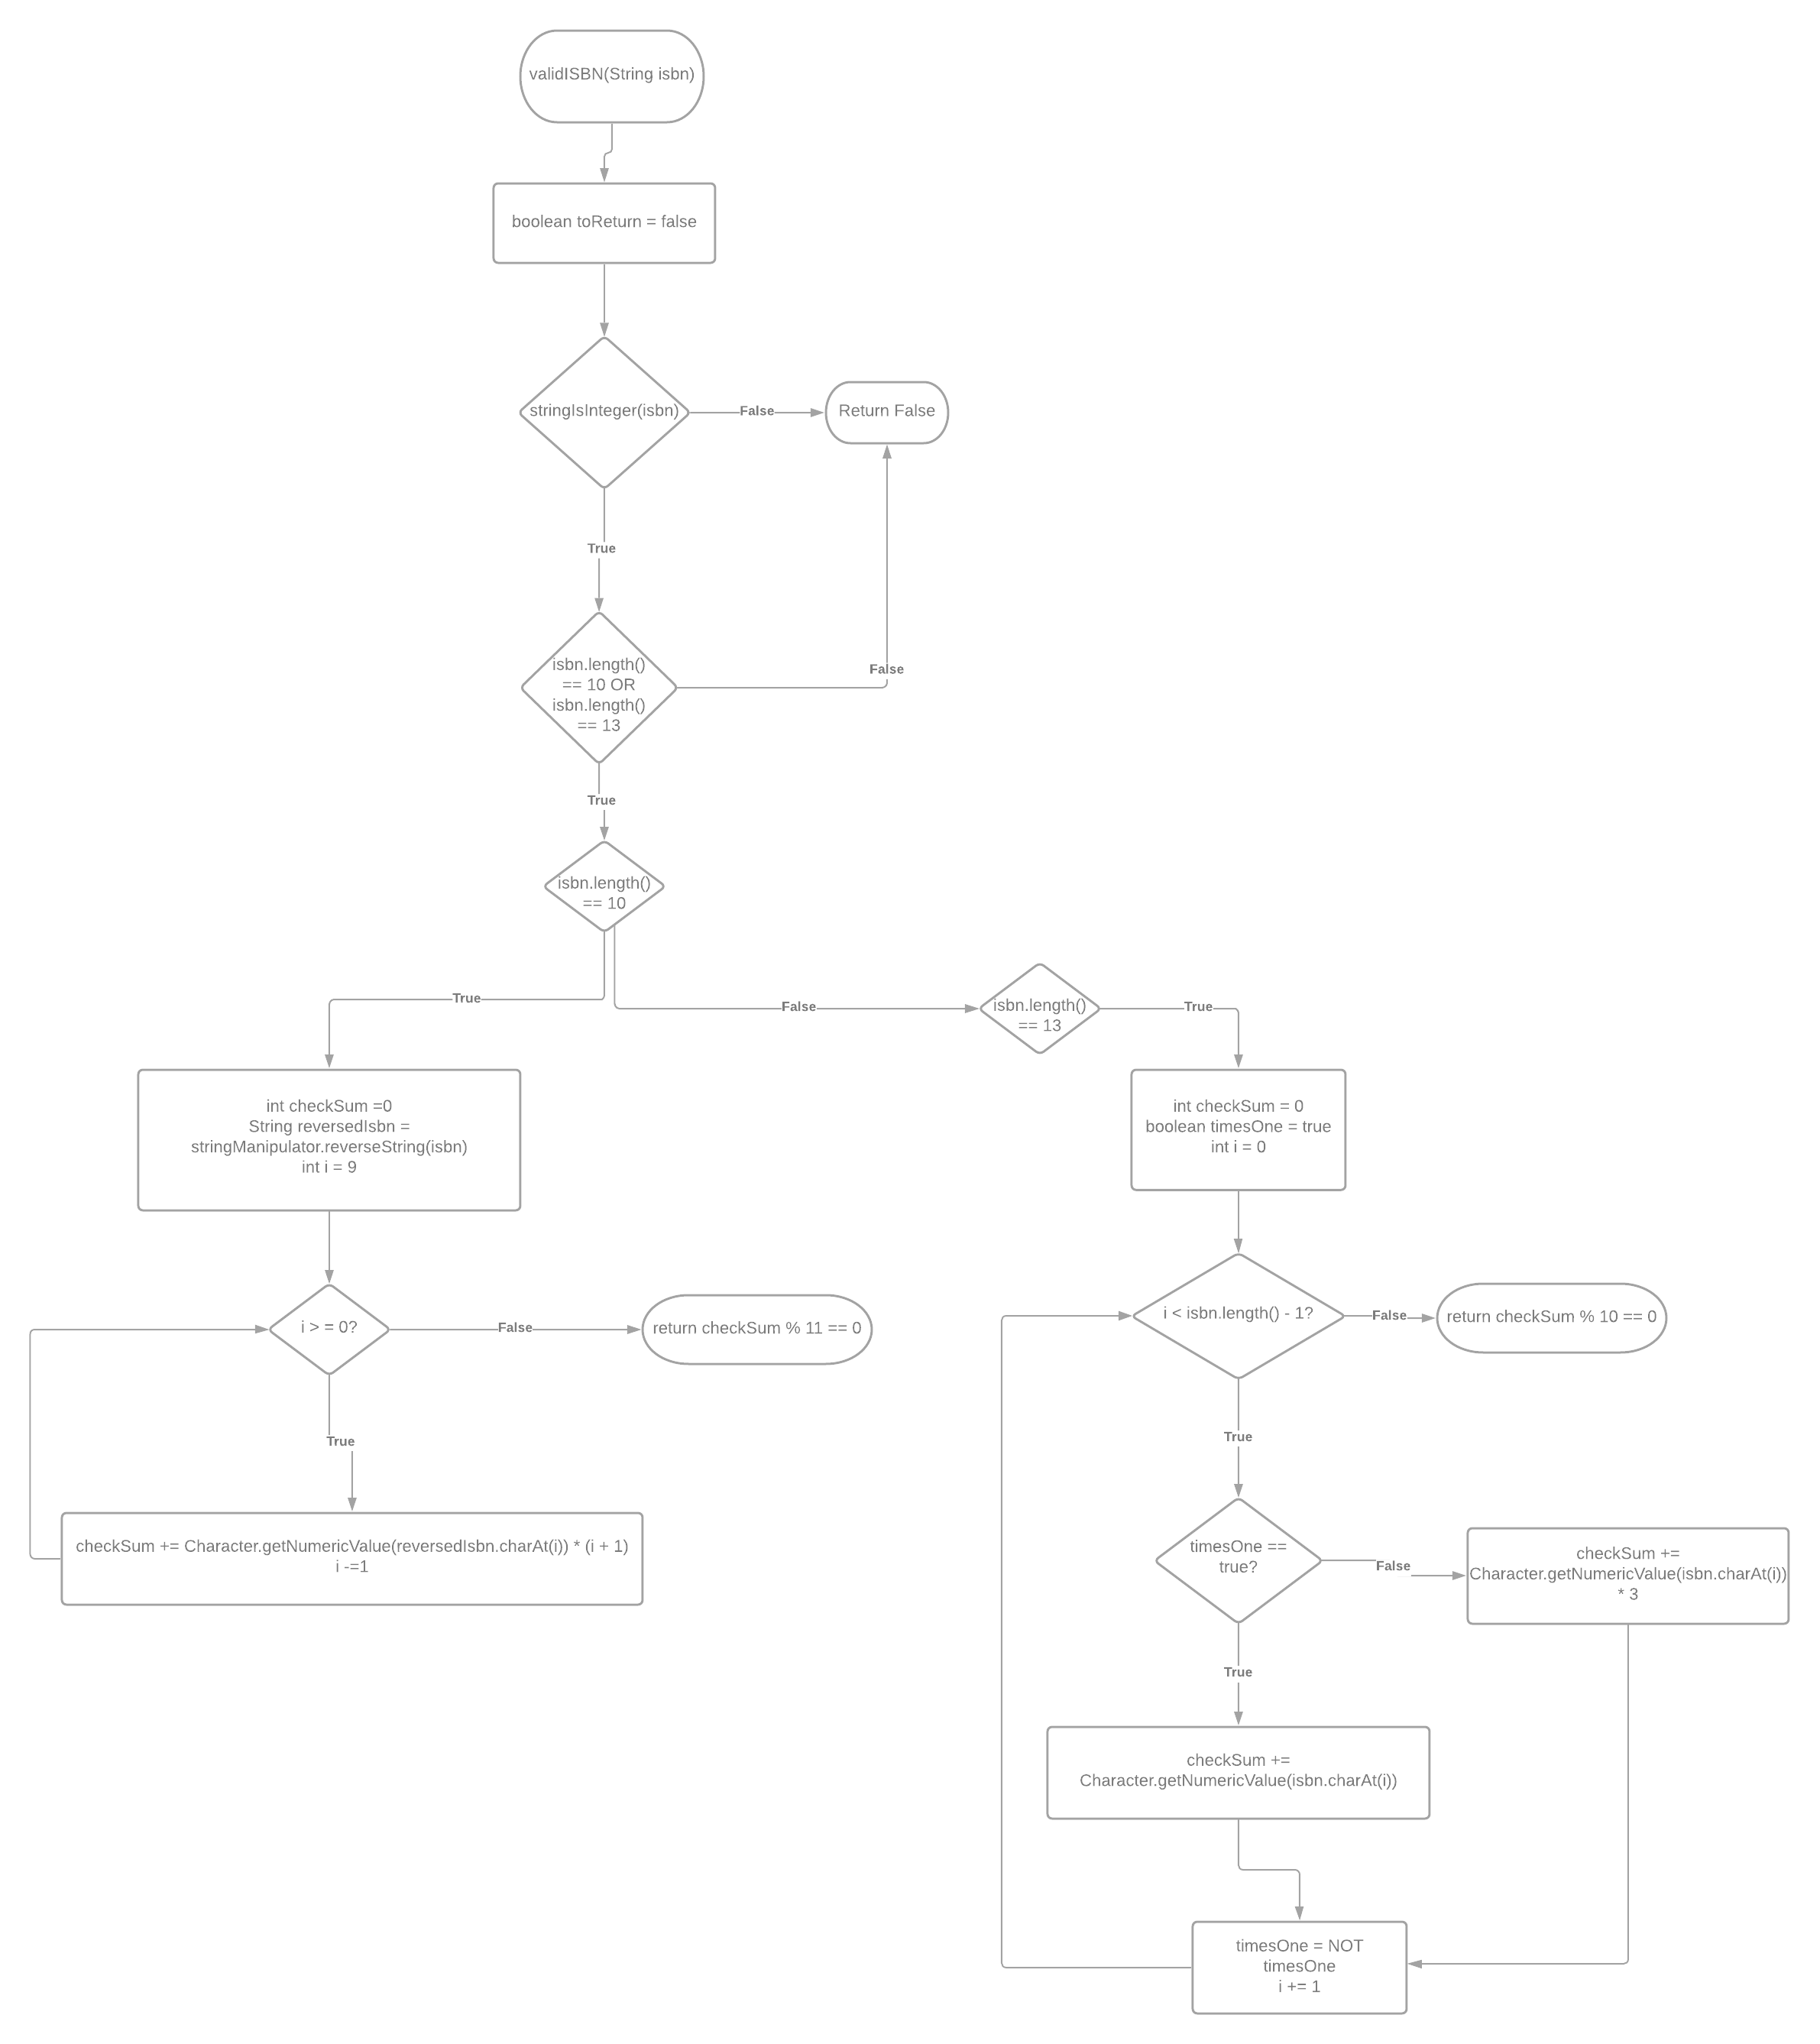 validISBN(String isbn)
boolean toReturn = false
stringIsInteger(isbn)
False
Return False
True
isbn.length()
== 10 OR
isbn.length()
== 13
False
True
isbn.length()
== 10
True
False
isbn.length()
== 13
True
int checkSum =0
String reversedIsbn =
stringManipulator.reverseString(isbn)
int i = 9
int checkSum = 0
boolean timesOne = true
int i = 0
i > = 0?
False
return checkSum % 11 == 0
True
checkSum += Character.getNumericValue(reversedIsbn.charAt(i)) * (i + 1)
i -=1
i < isbn.length() - 1?
False
return checkSum % 10 == 0
True
timesOne ==
true?
False
checkSum +=
Character.getNumericValue(isbn.charAt(i))
* 3
True
checkSum +=
Character.getNumericValue(isbn.charAt(i))
timesOne = NOT
timesOne
i += 1